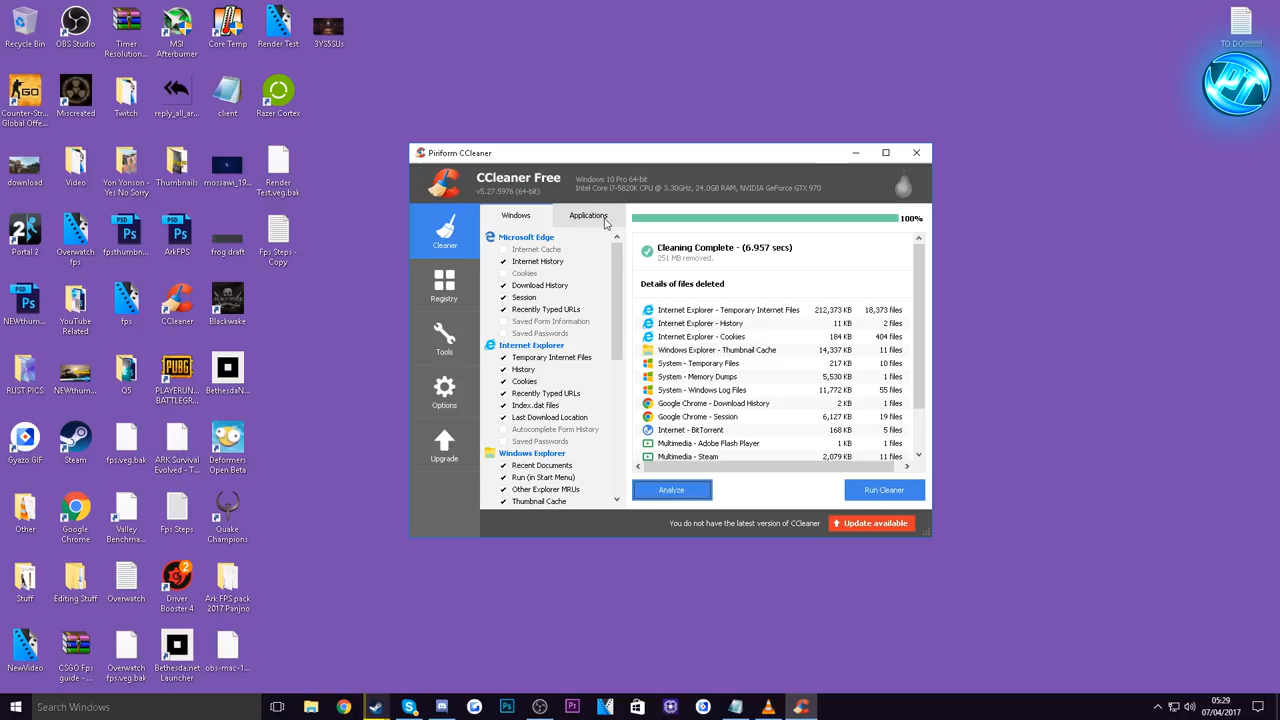 Recycle Bin
OBS Studio
Timer Resolution...
MSI Afterburner
Core Temp
Render Test
3YS5SUs
TO DO
Counter-Str... Global Offe...
Miscreated
Twitch
reply_all_ar...
client
Razer Cortex
download
Video
Yon Yonson - Yes No Sorry
Thumbnails
mossawi_19...
Render Test.veg.bak
Portal 2
fpsthumbn...
ArkFPS
frog draft
Fps Steps - Copy
NEWthum...
YouTube Related
fps
CCleaner
Blackwake
RUST PICS
NEWthum...
Q5
PLAYERUN... BATTLEGR...
BethesdaN...
Gyazo GIF
Steam
fps.veg.bak
ARK Survival Evolved - T...
Deformers Open Beta
Other
Google Chrome
Valley Benchma...
Fps Steps
Quake Champions
Stuff
Editing Stuff
Overwatch
Driver Booster 4
Ark FPS pack 2017 Panjno
NewVideo
CSGO Fps guide - ...
Overwatch fps.veg.bak
Bethesda.net Launcher
obs-mac-1...
Piriform CCleaner
CCleaner Free
v5.27.5976 (64-bit)
Windows 10 Pro 64-bit
Intel Core i7-5820K CPU @ 3.30GHz, 24.0GB RAM, NVIDIA GeForce GTX 970
Cleaner
Registry
Tools
Options
Upgrade
Windows
Applications
Microsoft Edge
Internet Cache
Internet History
Cookies
Download History
Session
Recently Typed URLs
Saved Form Information
Saved Passwords
Internet Explorer
Temporary Internet Files
History
Cookies
Recently Typed URLs
Index.dat files
Last Download Location
Autocomplete Form History
Saved Passwords
Windows Explorer
Recent Documents
Run (in Start Menu)
Other Explorer MRUs
Thumbnail Cache
100%
Cleaning Complete - (6.957 secs)
251 MB removed.
Details of files deleted
Internet Explorer - Temporary Internet Files 212,373 KB 18,373 files
Internet Explorer - History 11 KB 2 files
Internet Explorer - Cookies 184 KB 404 files
Windows Explorer - Thumbnail Cache 14,337 KB 11 files
System - Temporary Files 217 KB 10 files
System - Memory Dumps 5,530 KB 1 files
System - Windows Log Files 11,772 KB 55 files
Google Chrome - Download History 2 KB 1 files
Google Chrome - Session 6,127 KB 19 files
Internet - BitTorrent 168 KB 5 files
Multimedia - Adobe Flash Player 1 KB 1 files
Multimedia - Steam 2,079 KB 11 files
Analyze
Run Cleaner
You do not have the latest version of CCleaner
Update available
Search Windows
05:29
07/04/2017